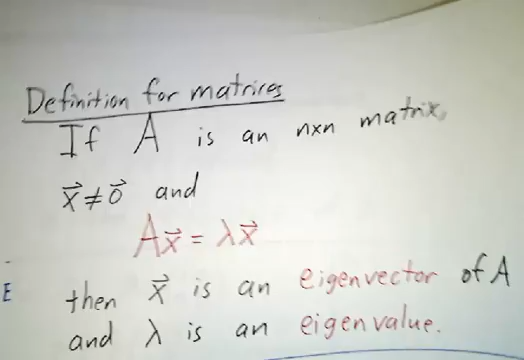 Definition for matrices
If A is an n×n matrix,
x⃗ ≠ 0⃗ and
Ax⃗ = λx⃗
E
then x⃗ is an eigenvector of A
and λ is an eigenvalue.